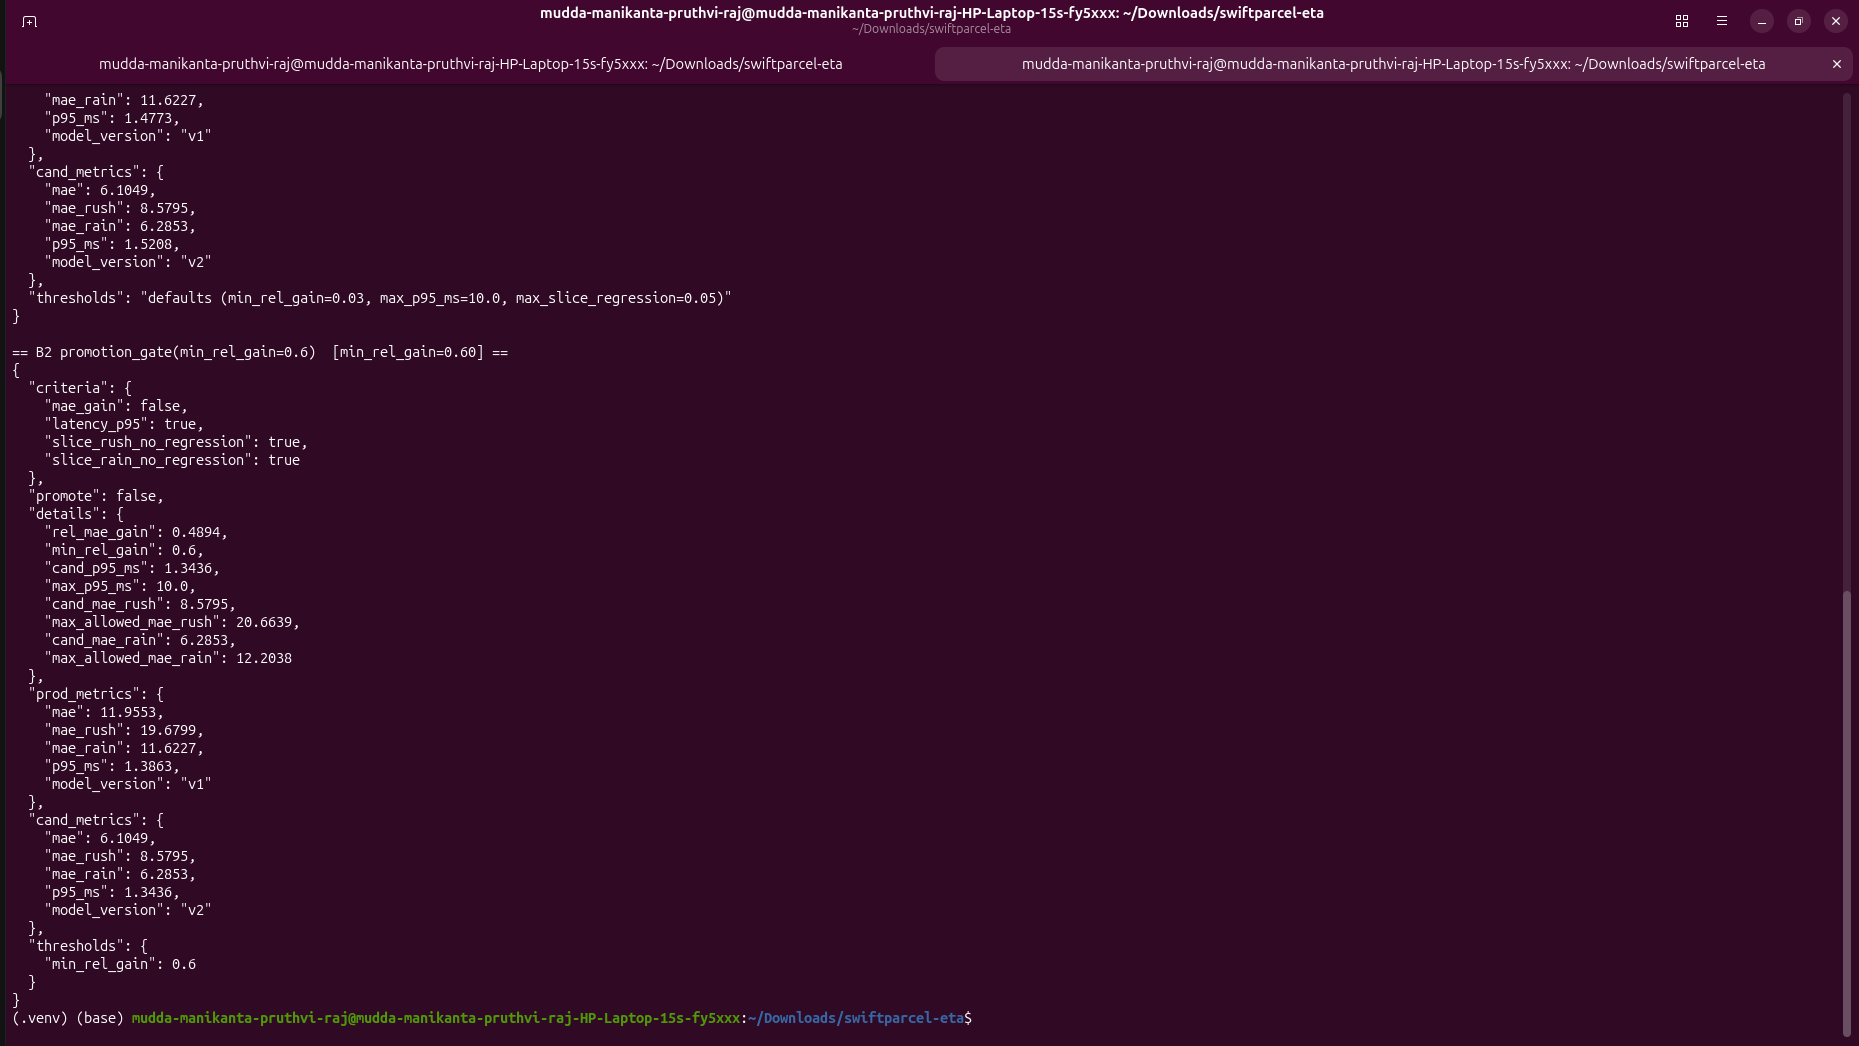 mudda-manikanta-pruthvi-raj@mudda-manikanta-pruthvi-raj-HP-Laptop-15s-fy5xxx: ~/Downloads/swiftparcel-eta
~/Downloads/swiftparcel-eta
mudda-manikanta-pruthvi-raj@mudda-manikanta-pruthvi-raj-HP-Laptop-15s-fy5xxx: ~/Downloads/swiftparcel-eta
mudda-manikanta-pruthvi-raj@mudda-manikanta-pruthvi-raj-HP-Laptop-15s-fy5xxx: ~/Downloads/swiftparcel-eta
    "mae_rain": 11.6227,
    "p95_ms": 1.4773,
    "model_version": "v1"
  },
  "cand_metrics": {
    "mae": 6.1049,
    "mae_rush": 8.5795,
    "mae_rain": 6.2853,
    "p95_ms": 1.5208,
    "model_version": "v2"
  },
  "thresholds": "defaults (min_rel_gain=0.03, max_p95_ms=10.0, max_slice_regression=0.05)"
}
== B2 promotion_gate(min_rel_gain=0.6)  [min_rel_gain=0.60] ==
{
  "criteria": {
    "mae_gain": false,
    "latency_p95": true,
    "slice_rush_no_regression": true,
    "slice_rain_no_regression": true
  },
  "promote": false,
  "details": {
    "rel_mae_gain": 0.4894,
    "min_rel_gain": 0.6,
    "cand_p95_ms": 1.3436,
    "max_p95_ms": 10.0,
    "cand_mae_rush": 8.5795,
    "max_allowed_mae_rush": 20.6639,
    "cand_mae_rain": 6.2853,
    "max_allowed_mae_rain": 12.2038
  },
  "prod_metrics": {
    "mae": 11.9553,
    "mae_rush": 19.6799,
    "mae_rain": 11.6227,
    "p95_ms": 1.3863,
    "model_version": "v1"
  },
  "cand_metrics": {
    "mae": 6.1049,
    "mae_rush": 8.5795,
    "mae_rain": 6.2853,
    "p95_ms": 1.3436,
    "model_version": "v2"
  },
  "thresholds": {
    "min_rel_gain": 0.6
  }
}
(.venv) (base) mudda-manikanta-pruthvi-raj@mudda-manikanta-pruthvi-raj-HP-Laptop-15s-fy5xxx:~/Downloads/swiftparcel-eta$